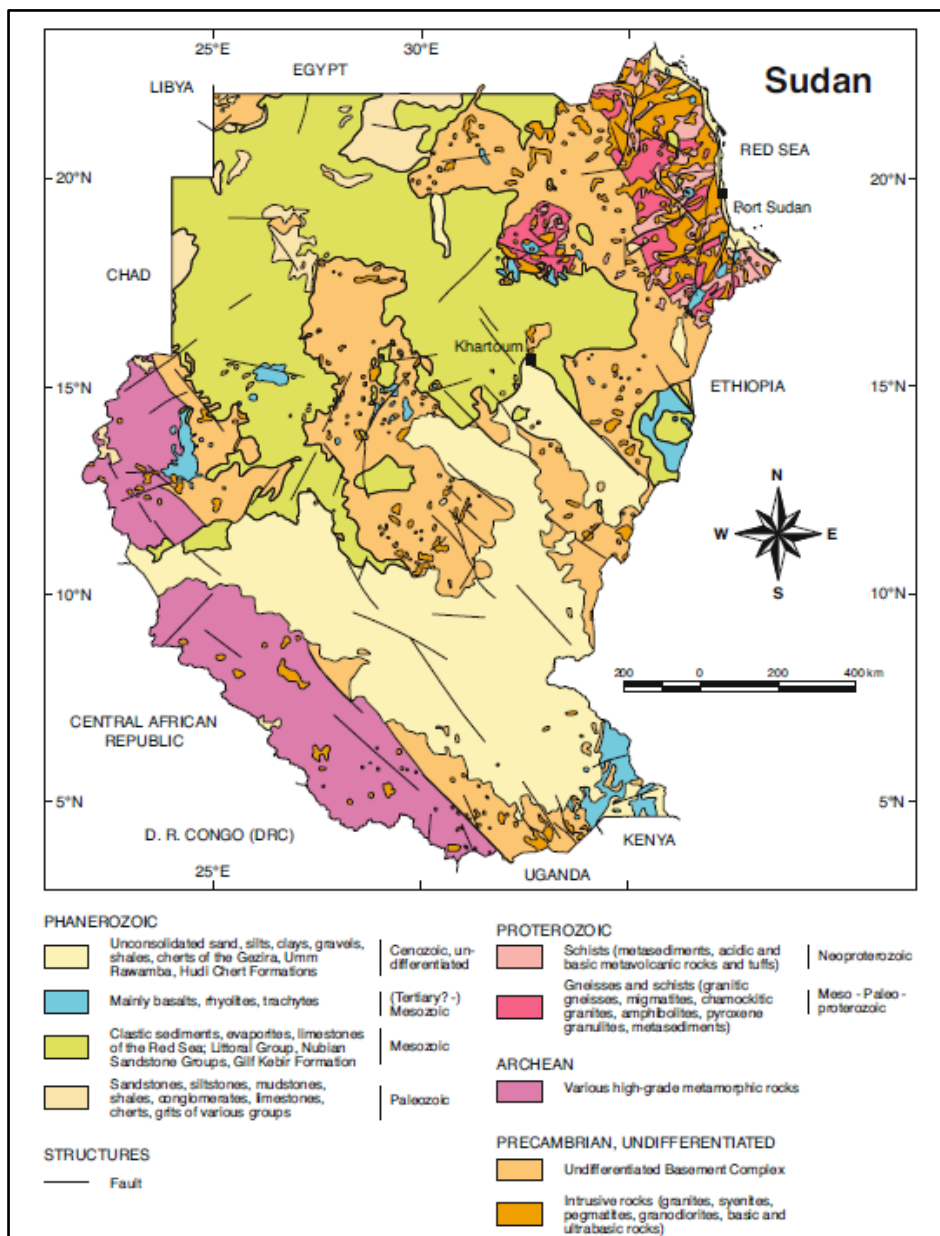 25°E
30°E
EGYPT
LIBYA
Sudan
RED SEA
20°N
20°N
Port Sudan
CHAD
Khartoum
15°N
ETHIOPIA
15°N
N
W
E
S
10°N
10°N
200
0
200
400 km
CENTRAL AFRICAN
REPUBLIC
5°N
5°N
D. R. CONGO (DRC)
KENYA
25°E
UGANDA
PHANEROZOIC
Unconsolidated sand, silts, clays, gravels,
shales, cherts of the Gezira, Umm
Rawamba, Hudi Chert Formations
Cenozoic, un-
differentiated
Mainly basalts, rhyolites, trachytes
(Tertiary? -)
Mesozoic
Clastic sediments, evaporites, limestones
of the Red Sea; Littoral Group, Nubian
Sandstone Groups, Gilf Kebir Formation
Mesozoic
Sandstones, siltstones, mudstones,
shales, conglomerates, limestones,
cherts, grits of various groups
Paleozoic
STRUCTURES
Fault
PROTEROZOIC
Schists (metasediments, acidic and
basic metavolcanic rocks and tuffs)
Neoproterozoic
Gneisses and schists (granitic
gneisses, migmatites, charnockitic
granites, amphibolites, pyroxene
granulites, metasediments)
Meso - Paleo -
proterozoic
ARCHEAN
Various high-grade metamorphic rocks
PRECAMBRIAN, UNDIFFERENTIATED
Undifferentiated Basement Complex
Intrusive rocks (granites, syenites,
pegmatites, granodiorites, basic and
ultrabasic rocks)